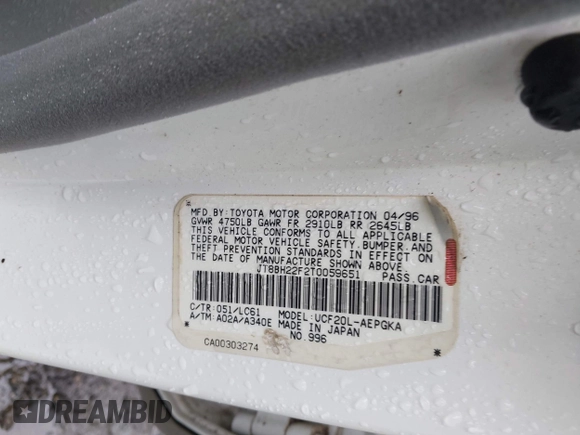 MFD.BY:TOYOTA MOTOR CORPORATION 04/96
GVWR 4750LB GAWR FR 2910LB RR 2645LB
THIS VEHICLE CONFORMS TO ALL APPLICABLE
FEDERAL MOTOR VEHICLE SAFETY,BUMPER,AND
THEFT PREVENTION STANDARDS IN EFFECT ON
THE DATE OF MANUFACTURE SHOWN ABOVE.
JT8BH22F2T0059651 PASS CAR
C/TR:051/LC61 MODEL:UCF20L-AEPGKA
A/TM:A02A/A340E MADE IN JAPAN
NO.996
CA00303274
DREAMBID